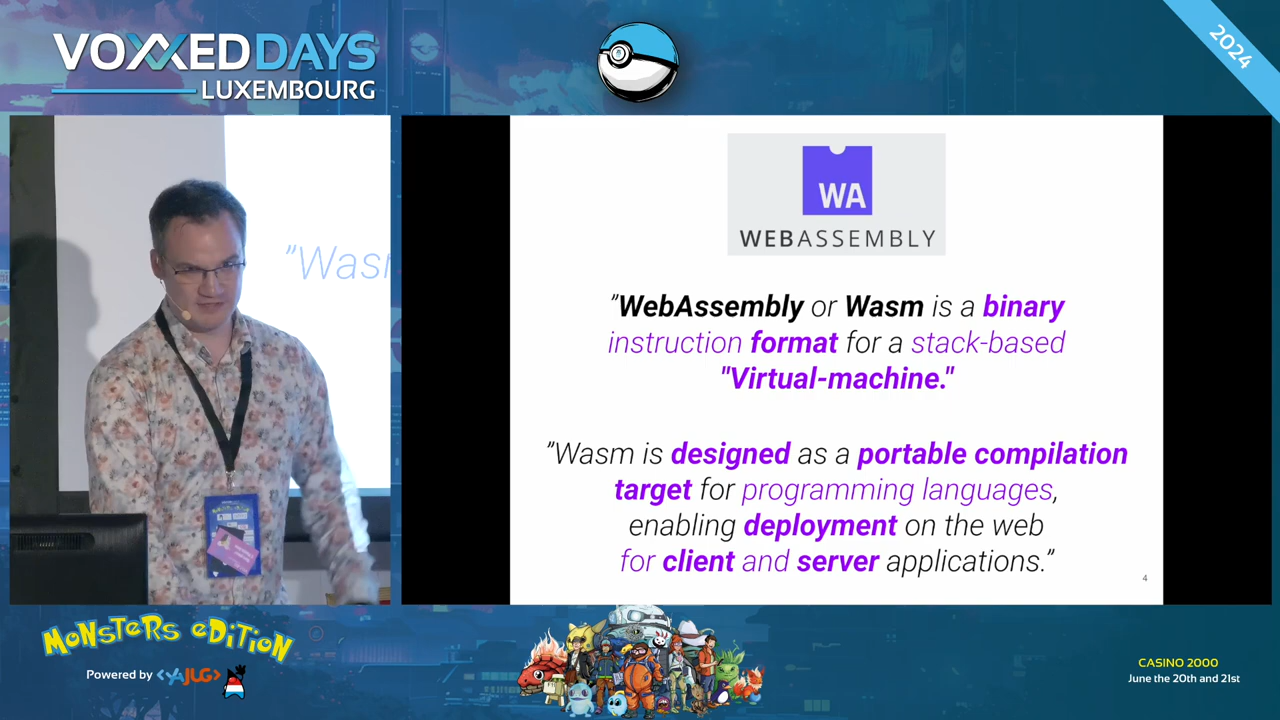 VOXXEDDAYS
LUXEMBOURG
2024
"Wasm
WA
WEBASSEMBLY
"WebAssembly or Wasm is a binary
instruction format for a stack-based
"Virtual-machine."
"Wasm is designed as a portable compilation
target for programming languages,
enabling deployment on the web
for client and server applications."
4
MONSTERS EDITION
Powered by <YAJUG>
CASINO 2000
June the 20th and 21st